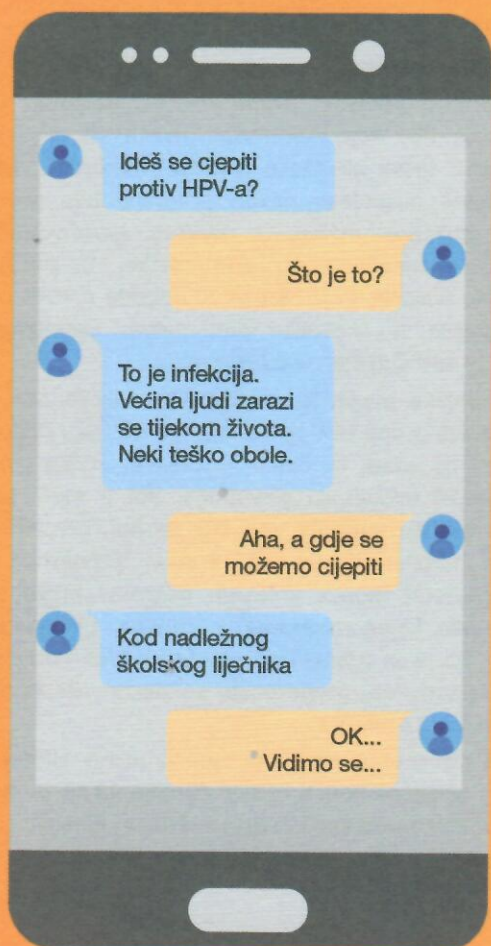 Ideš se cjepiti
protiv HPV-a?
Što je to?
To je infekcija.
Većina ljudi zarazi
se tijekom života.
Neki teško obole.
Aha, a gdje se
možemo cijepiti
Kod nadležnog
školskog liječnika
OK...
Vidimo se...